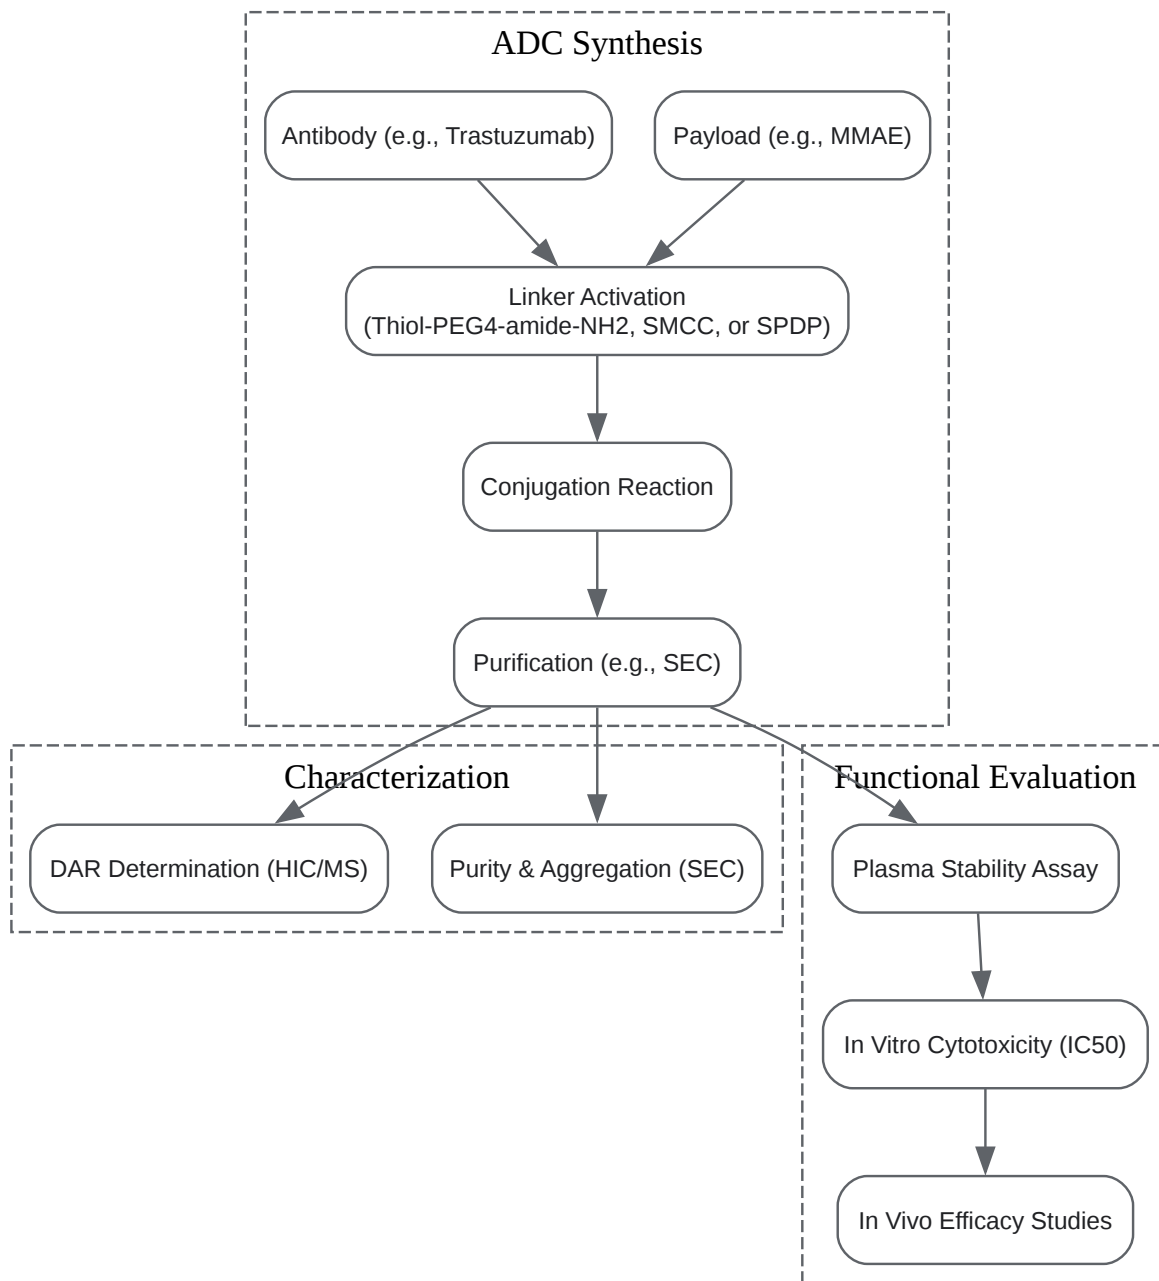 ADC Synthesis
Antibody (e.g., Trastuzumab)
Payload (e.g., MMAE)
Linker Activation
(Thiol-PEG4-amide-NH2, SMCC, or SPDP)
Conjugation Reaction
Purification (e.g., SEC)
Characterization
DAR Determination (HIC/MS)
Purity & Aggregation (SEC)
Functional Evaluation
Plasma Stability Assay
In Vitro Cytotoxicity (IC50)
In Vivo Efficacy Studies